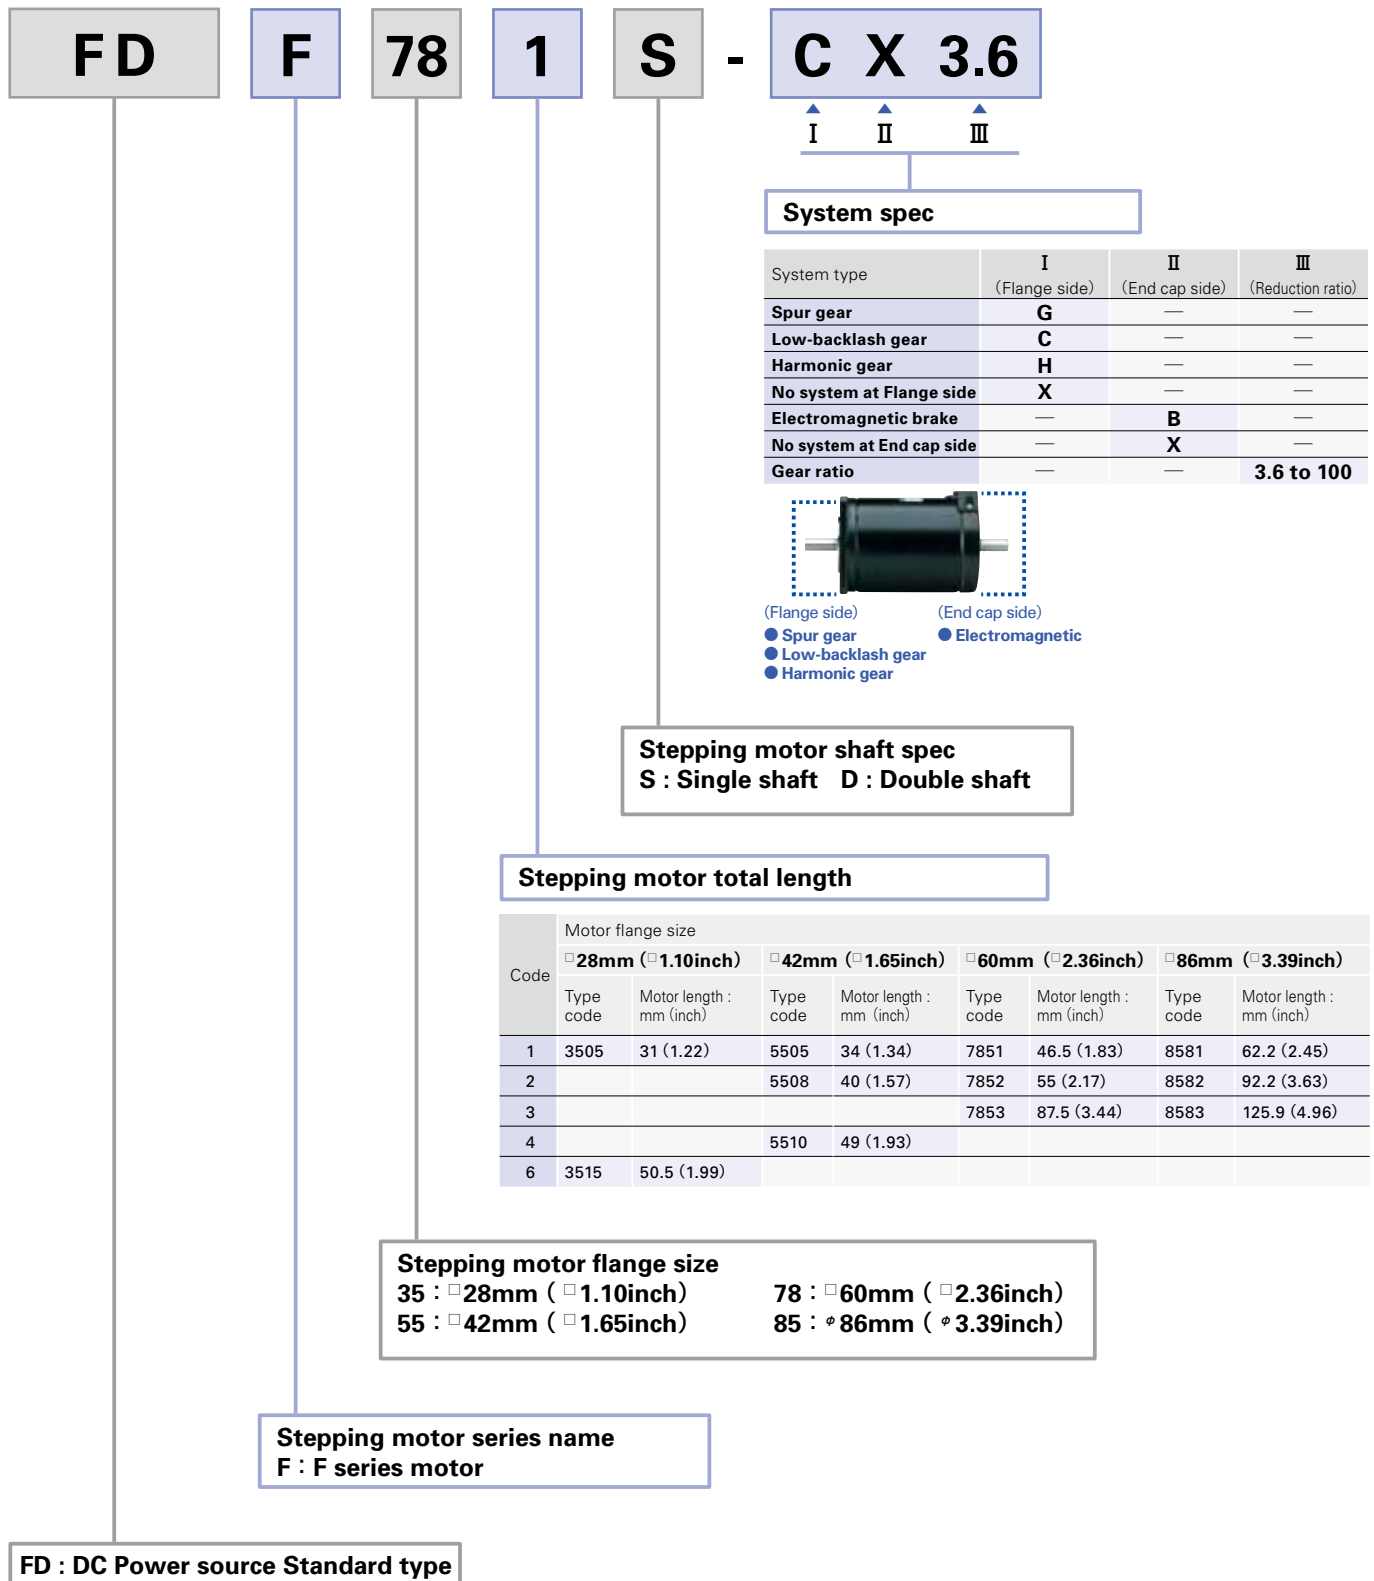 FD F 78 1 S - C X 3.6
Ⅰ Ⅱ Ⅲ
System spec
System type Ⅰ (Flange side) Ⅱ (End cap side) Ⅲ (Reduction ratio)
Spur gear G — —
Low-backlash gear C — —
Harmonic gear H — —
No system at Flange side X — —
Electromagnetic brake — B —
No system at End cap side — X —
Gear ratio — — 3.6 to 100
(Flange side) (End cap side)
● Spur gear ● Electromagnetic
● Low-backlash gear
● Harmonic gear
Stepping motor shaft spec
S : Single shaft D : Double shaft
Stepping motor total length
Code Motor flange size
□28mm (□1.10inch) □42mm (□1.65inch) □60mm (□2.36inch) □86mm (□3.39inch)
Type code Motor length : mm (inch) Type code Motor length : mm (inch) Type code Motor length : mm (inch) Type code Motor length : mm (inch)
1 3505 31 (1.22) 5505 34 (1.34) 7851 46.5 (1.83) 8581 62.2 (2.45)
2 5508 40 (1.57) 7852 55 (2.17) 8582 92.2 (3.63)
3 7853 87.5 (3.44) 8583 125.9 (4.96)
4 5510 49 (1.93)
6 3515 50.5 (1.99)
Stepping motor flange size
35 : □28mm ( □1.10inch) 78 : □60mm ( □2.36inch)
55 : □42mm ( □1.65inch) 85 : φ86mm ( φ3.39inch)
Stepping motor series name
F : F series motor
FD : DC Power source Standard type